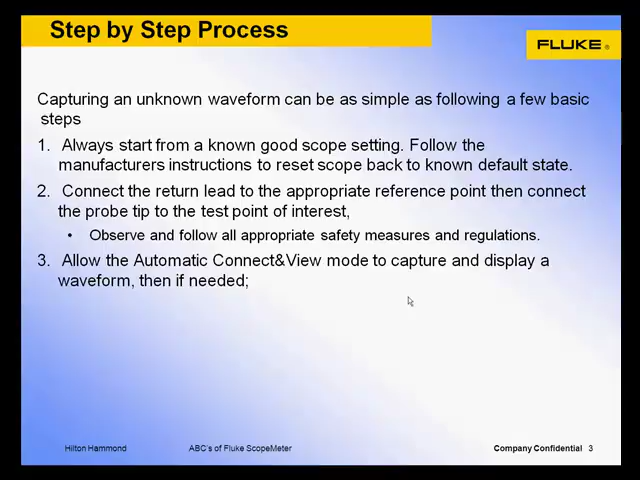 Step by Step Process
FLUKE ®
Capturing an unknown waveform can be as simple as following a few basic
steps
1. Always start from a known good scope setting. Follow the
manufacturers instructions to reset scope back to known default state.
2. Connect the return lead to the appropriate reference point then connect
the probe tip to the test point of interest,
• Observe and follow all appropriate safety measures and regulations.
3. Allow the Automatic Connect&View mode to capture and display a
waveform, then if needed;
Hilton Hammond ABC's of Fluke ScopeMeter Company Confidential 3